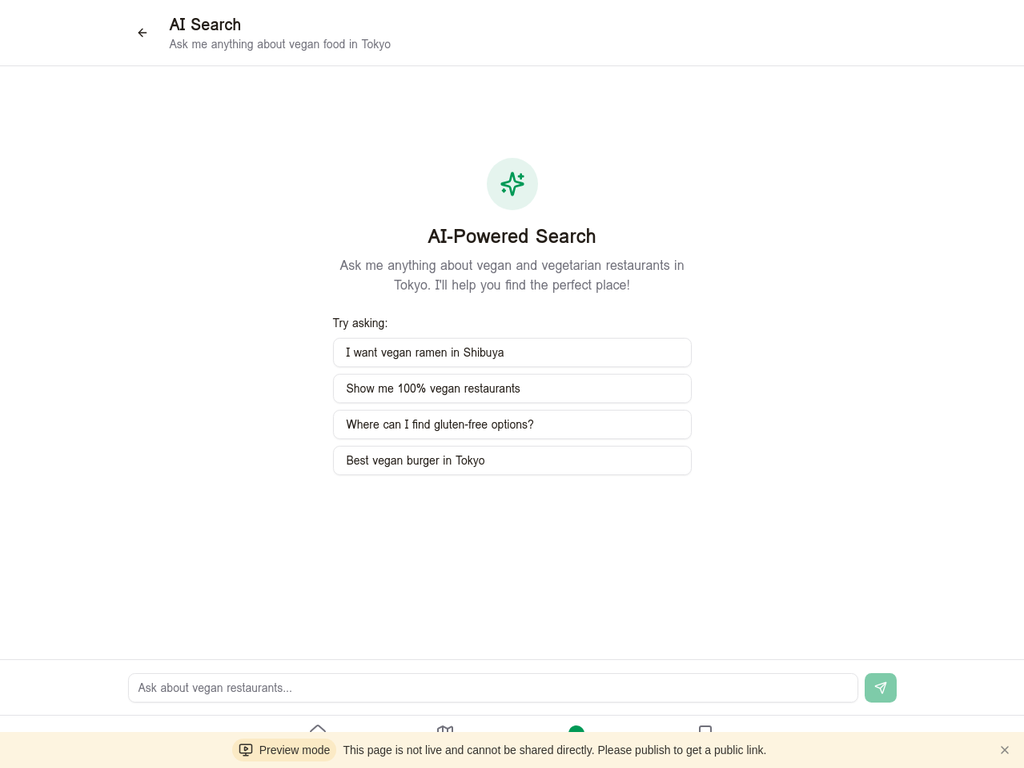 AI Search
Ask me anything about vegan food in Tokyo
AI-Powered Search
Ask me anything about vegan and vegetarian restaurants in
Tokyo. I'll help you find the perfect place!
Try asking:
I want vegan ramen in Shibuya
Show me 100% vegan restaurants
Where can I find gluten-free options?
Best vegan burger in Tokyo
Ask about vegan restaurants...
Preview mode This page is not live and cannot be shared directly. Please publish to get a public link.